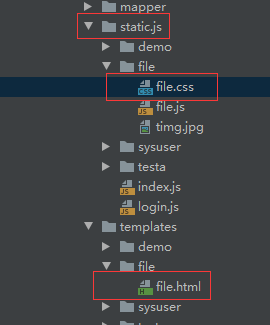 mapper
static.js
demo
file
file.css
file.js
timg.jpg
sysuser
testa
index.js
login.js
templates
demo
file
file.html
sysuser